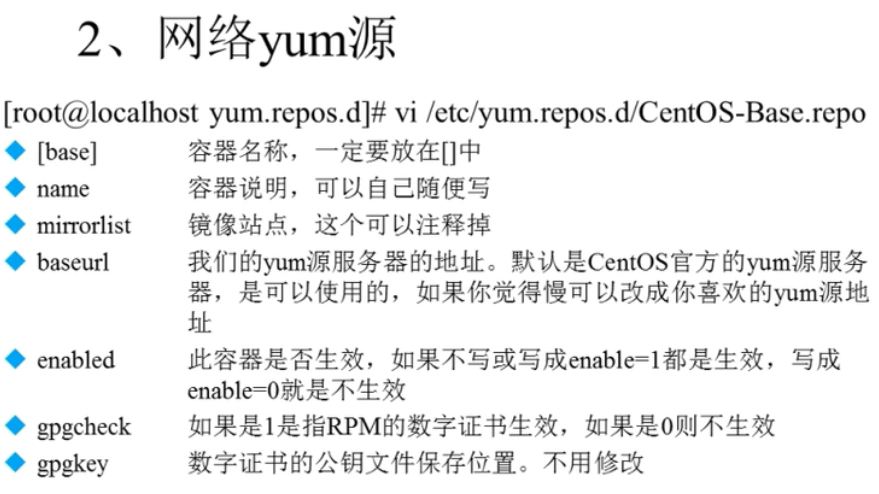 2、网络yum源
[root@localhost yum.repos.d]# vi /etc/yum.repos.d/CentOS-Base.repo
[base] 容器名称，一定要放在[]中
name 容器说明，可以自己随便写
mirrorlist 镜像站点，这个可以注释掉
baseurl 我们的yum源服务器的地址。默认是CentOS官方的yum源服务
器，是可以使用的，如果你觉得慢可以改成你喜欢的yum源地
址
enabled 此容器是否生效，如果不写或写成enable=1都是生效，写成
enable=0就是不生效
gpgcheck 如果是1是指RPM的数字证书生效，如果是0则不生效
gpgkey 数字证书的公钥文件保存位置。不用修改